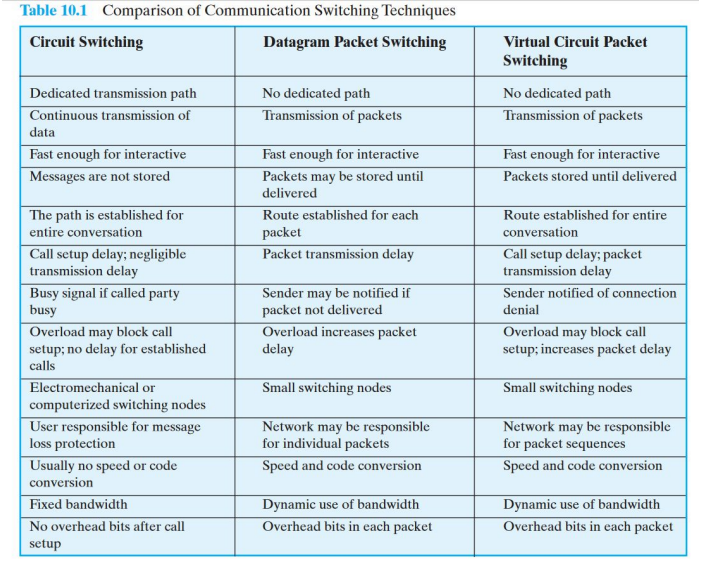 Table 10.1 Comparison of Communication Switching Techniques
Circuit Switching
Datagram Packet Switching
Virtual Circuit Packet
Switching
Dedicated transmission path
No dedicated path
No dedicated path
Continuous transmission of
data
Transmission of packets
Transmission of packets
Fast enough for interactive
Fast enough for interactive
Fast enough for interactive
Messages are not stored
Packets may be stored until
delivered
Packets stored until delivered
The path is established for
entire conversation
Route established for each
packet
Route established for entire
conversation
Call setup delay; negligible
transmission delay
Packet transmission delay
Call setup delay; packet
transmission delay
Busy signal if called party
busy
Sender may be notified if
packet not delivered
Sender notified of connection
denial
Overload may block call
setup; no delay for established
calls
Overload increases packet
delay
Overload may block call
setup; increases packet delay
Electromechanical or
computerized switching nodes
Small switching nodes
Small switching nodes
User responsible for message
loss protection
Network may be responsible
for individual packets
Network may be responsible
for packet sequences
Usually no speed or code
conversion
Speed and code conversion
Speed and code conversion
Fixed bandwidth
Dynamic use of bandwidth
Dynamic use of bandwidth
No overhead bits after call
setup
Overhead bits in each packet
Overhead bits in each packet